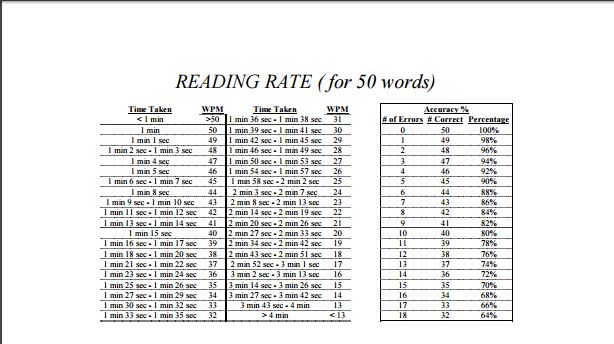 READING RATE ( for 50 words)
Time Taken WPM Time Taken WPM Accuracy %
< 1 min >50 1 min 36 sec - 1 min 38 sec 31 # of Errors # Correct Percentage
1 min 50 1 min 39 sec - 1 min 41 sec 30 0 50 100%
1 min 1 sec 49 1 min 42 sec - 1 min 45 sec 29 1 49 98%
1 min 2 sec - 1 min 3 sec 48 1 min 46 sec - 1 min 49 sec 28 2 48 96%
1 min 4 sec 47 1 min 50 sec - 1 min 53 sec 27 3 47 94%
1 min 5 sec 46 1 min 54 sec - 1 min 57 sec 26 4 46 92%
1 min 6 sec - 1 min 7 sec 45 1 min 58 sec - 2 min 2 sec 25 5 45 90%
1 min 8 sec 44 2 min 3 sec - 2 min 7 sec 24 6 44 88%
1 min 9 sec - 1 min 10 sec 43 2 min 8 sec - 2 min 13 sec 23 7 43 86%
1 min 11 sec - 1 min 12 sec 42 2 min 14 sec - 2 min 19 sec 22 8 42 84%
1 min 13 sec - 1 min 14 sec 41 2 min 20 sec - 2 min 26 sec 21 9 41 82%
1 min 15 sec 40 2 min 27 sec - 2 min 33 sec 20 10 40 80%
1 min 16 sec - 1 min 17 sec 39 2 min 34 sec - 2 min 42 sec 19 11 39 78%
1 min 18 sec - 1 min 20 sec 38 2 min 43 sec - 2 min 51 sec 18 12 38 76%
1 min 21 sec - 1 min 22 sec 37 2 min 52 sec - 3 min 1 sec 17 13 37 74%
1 min 23 sec - 1 min 24 sec 36 3 min 2 sec - 3 min 13 sec 16 14 36 72%
1 min 25 sec - 1 min 26 sec 35 3 min 14 sec - 3 min 26 sec 15 15 35 70%
1 min 27 sec - 1 min 29 sec 34 3 min 27 sec - 3 min 42 sec 14 16 34 68%
1 min 30 sec - 1 min 32 sec 33 3 min 43 sec - 4 min 13 17 33 66%
1 min 33 sec - 1 min 35 sec 32 > 4 min < 13 18 32 64%